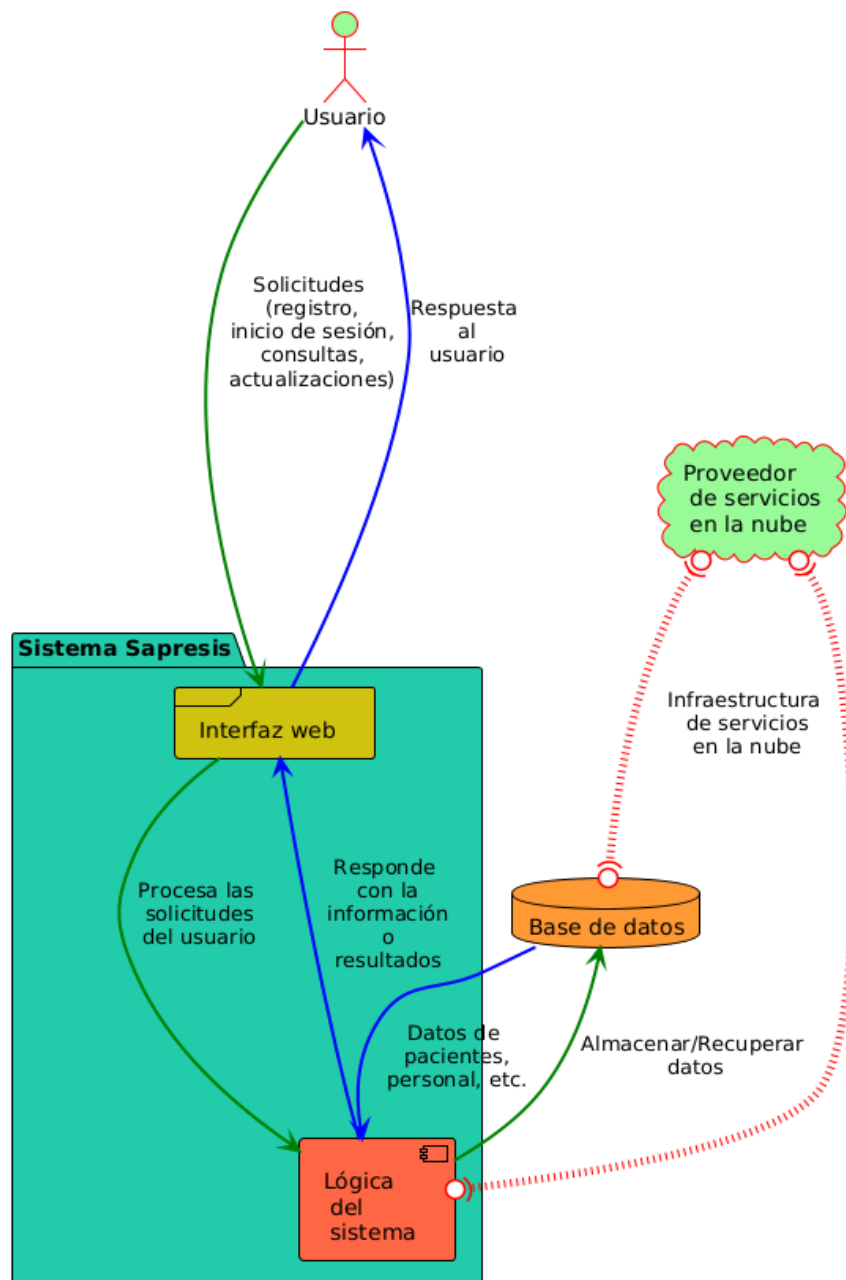 Usuario
Solicitudes
(registro,
inicio de sesión,
consultas,
actualizaciones)
Respuesta
al
usuario
Proveedor
de servicios
en la nube
Sistema Sapresis
Interfaz web
Infraestructura
de servicios
en la nube
Procesa las
solicitudes
del usuario
Responde
con la
información
o
resultados
Base de datos
Datos de
pacientes,
personal, etc.
Almacenar/Recuperar
datos
Lógica
del
sistema